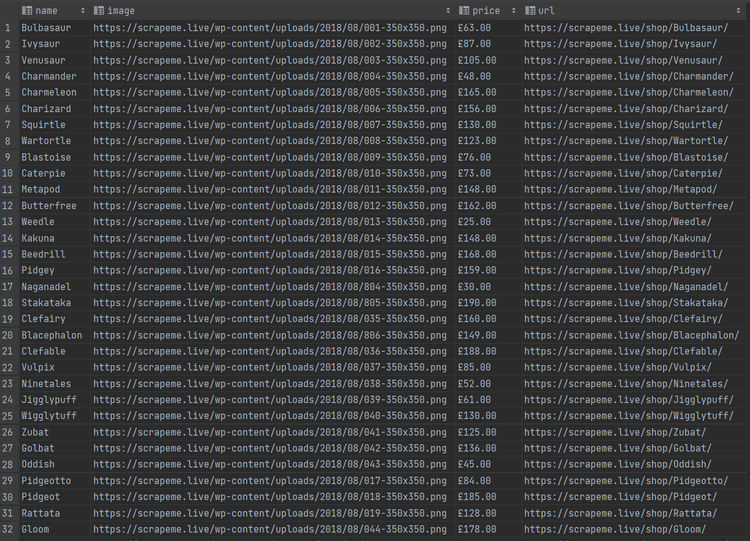 name image price url
1 Bulbasaur https://scrapeme.live/wp-content/uploads/2018/08/001-350x350.png £63.00 https://scrapeme.live/shop/Bulbasaur/
2 Ivysaur https://scrapeme.live/wp-content/uploads/2018/08/002-350x350.png £87.00 https://scrapeme.live/shop/Ivysaur/
3 Venusaur https://scrapeme.live/wp-content/uploads/2018/08/003-350x350.png £105.00 https://scrapeme.live/shop/Venusaur/
4 Charmander https://scrapeme.live/wp-content/uploads/2018/08/004-350x350.png £48.00 https://scrapeme.live/shop/Charmander/
5 Charmeleon https://scrapeme.live/wp-content/uploads/2018/08/005-350x350.png £165.00 https://scrapeme.live/shop/Charmeleon/
6 Charizard https://scrapeme.live/wp-content/uploads/2018/08/006-350x350.png £156.00 https://scrapeme.live/shop/Charizard/
7 Squirtle https://scrapeme.live/wp-content/uploads/2018/08/007-350x350.png £130.00 https://scrapeme.live/shop/Squirtle/
8 Wartortle https://scrapeme.live/wp-content/uploads/2018/08/008-350x350.png £123.00 https://scrapeme.live/shop/Wartortle/
9 Blastoise https://scrapeme.live/wp-content/uploads/2018/08/009-350x350.png £76.00 https://scrapeme.live/shop/Blastoise/
10 Caterpie https://scrapeme.live/wp-content/uploads/2018/08/010-350x350.png £73.00 https://scrapeme.live/shop/Caterpie/
11 Metapod https://scrapeme.live/wp-content/uploads/2018/08/011-350x350.png £148.00 https://scrapeme.live/shop/Metapod/
12 Butterfree https://scrapeme.live/wp-content/uploads/2018/08/012-350x350.png £162.00 https://scrapeme.live/shop/Butterfree/
13 Weedle https://scrapeme.live/wp-content/uploads/2018/08/013-350x350.png £25.00 https://scrapeme.live/shop/Weedle/
14 Kakuna https://scrapeme.live/wp-content/uploads/2018/08/014-350x350.png £148.00 https://scrapeme.live/shop/Kakuna/
15 Beedrill https://scrapeme.live/wp-content/uploads/2018/08/015-350x350.png £168.00 https://scrapeme.live/shop/Beedrill/
16 Pidgey https://scrapeme.live/wp-content/uploads/2018/08/016-350x350.png £159.00 https://scrapeme.live/shop/Pidgey/
17 Naganadel https://scrapeme.live/wp-content/uploads/2018/08/804-350x350.png £30.00 https://scrapeme.live/shop/Naganadel/
18 Stakataka https://scrapeme.live/wp-content/uploads/2018/08/805-350x350.png £190.00 https://scrapeme.live/shop/Stakataka/
19 Clefairy https://scrapeme.live/wp-content/uploads/2018/08/035-350x350.png £160.00 https://scrapeme.live/shop/Clefairy/
20 Blacephalon https://scrapeme.live/wp-content/uploads/2018/08/806-350x350.png £149.00 https://scrapeme.live/shop/Blacephalon/
21 Clefable https://scrapeme.live/wp-content/uploads/2018/08/036-350x350.png £188.00 https://scrapeme.live/shop/Clefable/
22 Vulpix https://scrapeme.live/wp-content/uploads/2018/08/037-350x350.png £85.00 https://scrapeme.live/shop/Vulpix/
23 Ninetales https://scrapeme.live/wp-content/uploads/2018/08/038-350x350.png £52.00 https://scrapeme.live/shop/Ninetales/
24 Jigglypuff https://scrapeme.live/wp-content/uploads/2018/08/039-350x350.png £61.00 https://scrapeme.live/shop/Jigglypuff/
25 Wigglytuff https://scrapeme.live/wp-content/uploads/2018/08/040-350x350.png £130.00 https://scrapeme.live/shop/Wigglytuff/
26 Zubat https://scrapeme.live/wp-content/uploads/2018/08/041-350x350.png £125.00 https://scrapeme.live/shop/Zubat/
27 Golbat https://scrapeme.live/wp-content/uploads/2018/08/042-350x350.png £136.00 https://scrapeme.live/shop/Golbat/
28 Oddish https://scrapeme.live/wp-content/uploads/2018/08/043-350x350.png £45.00 https://scrapeme.live/shop/Oddish/
29 Pidgeotto https://scrapeme.live/wp-content/uploads/2018/08/017-350x350.png £84.00 https://scrapeme.live/shop/Pidgeotto/
30 Pidgeot https://scrapeme.live/wp-content/uploads/2018/08/018-350x350.png £185.00 https://scrapeme.live/shop/Pidgeot/
31 Rattata https://scrapeme.live/wp-content/uploads/2018/08/019-350x350.png £128.00 https://scrapeme.live/shop/Rattata/
32 Gloom https://scrapeme.live/wp-content/uploads/2018/08/044-350x350.png £178.00 https://scrapeme.live/shop/Gloom/